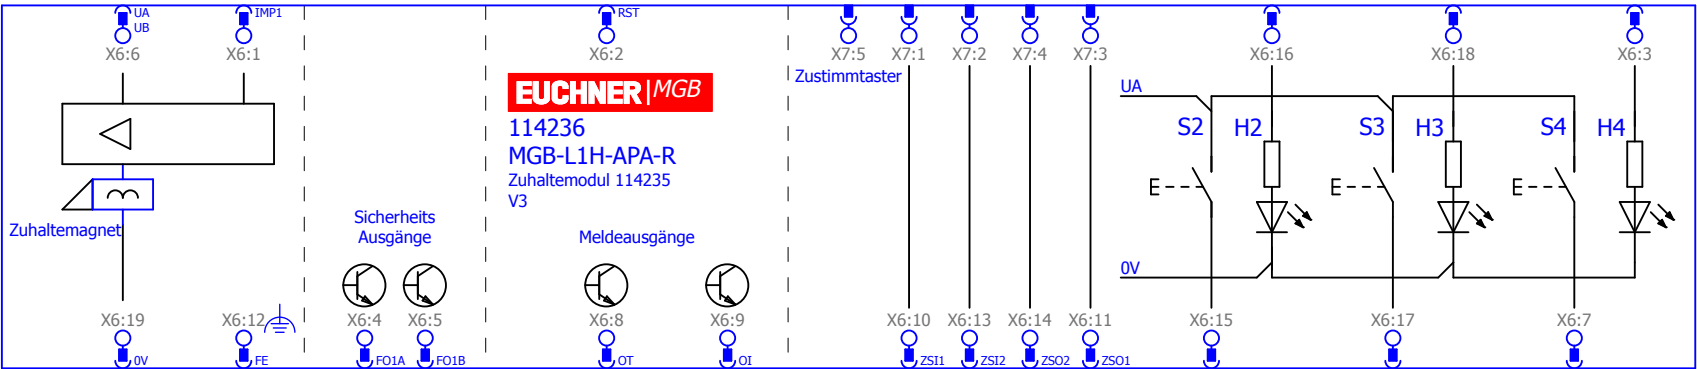 UA
UB
IMP1
RST
X6:6
X6:1
X6:2
X7:5
X7:1
X7:2
X7:4
X7:3
X6:16
X6:18
X6:3
EUCHNER|MGB
114236
MGB-L1H-APA-R
Zuhaltemodul 114235
V3
Zustimmtaster
UA
S2
H2
S3
H3
S4
H4
E
E
E
Zuhaltemagnet
Sicherheits
Ausgänge
Meldeausgänge
0V
X6:19
X6:12
X6:4
X6:5
X6:8
X6:9
X6:10
X6:13
X6:14
X6:11
X6:15
X6:17
X6:7
0V
FE
FO1A
FO1B
OT
OI
ZSI1
ZSI2
ZSO2
ZSO1